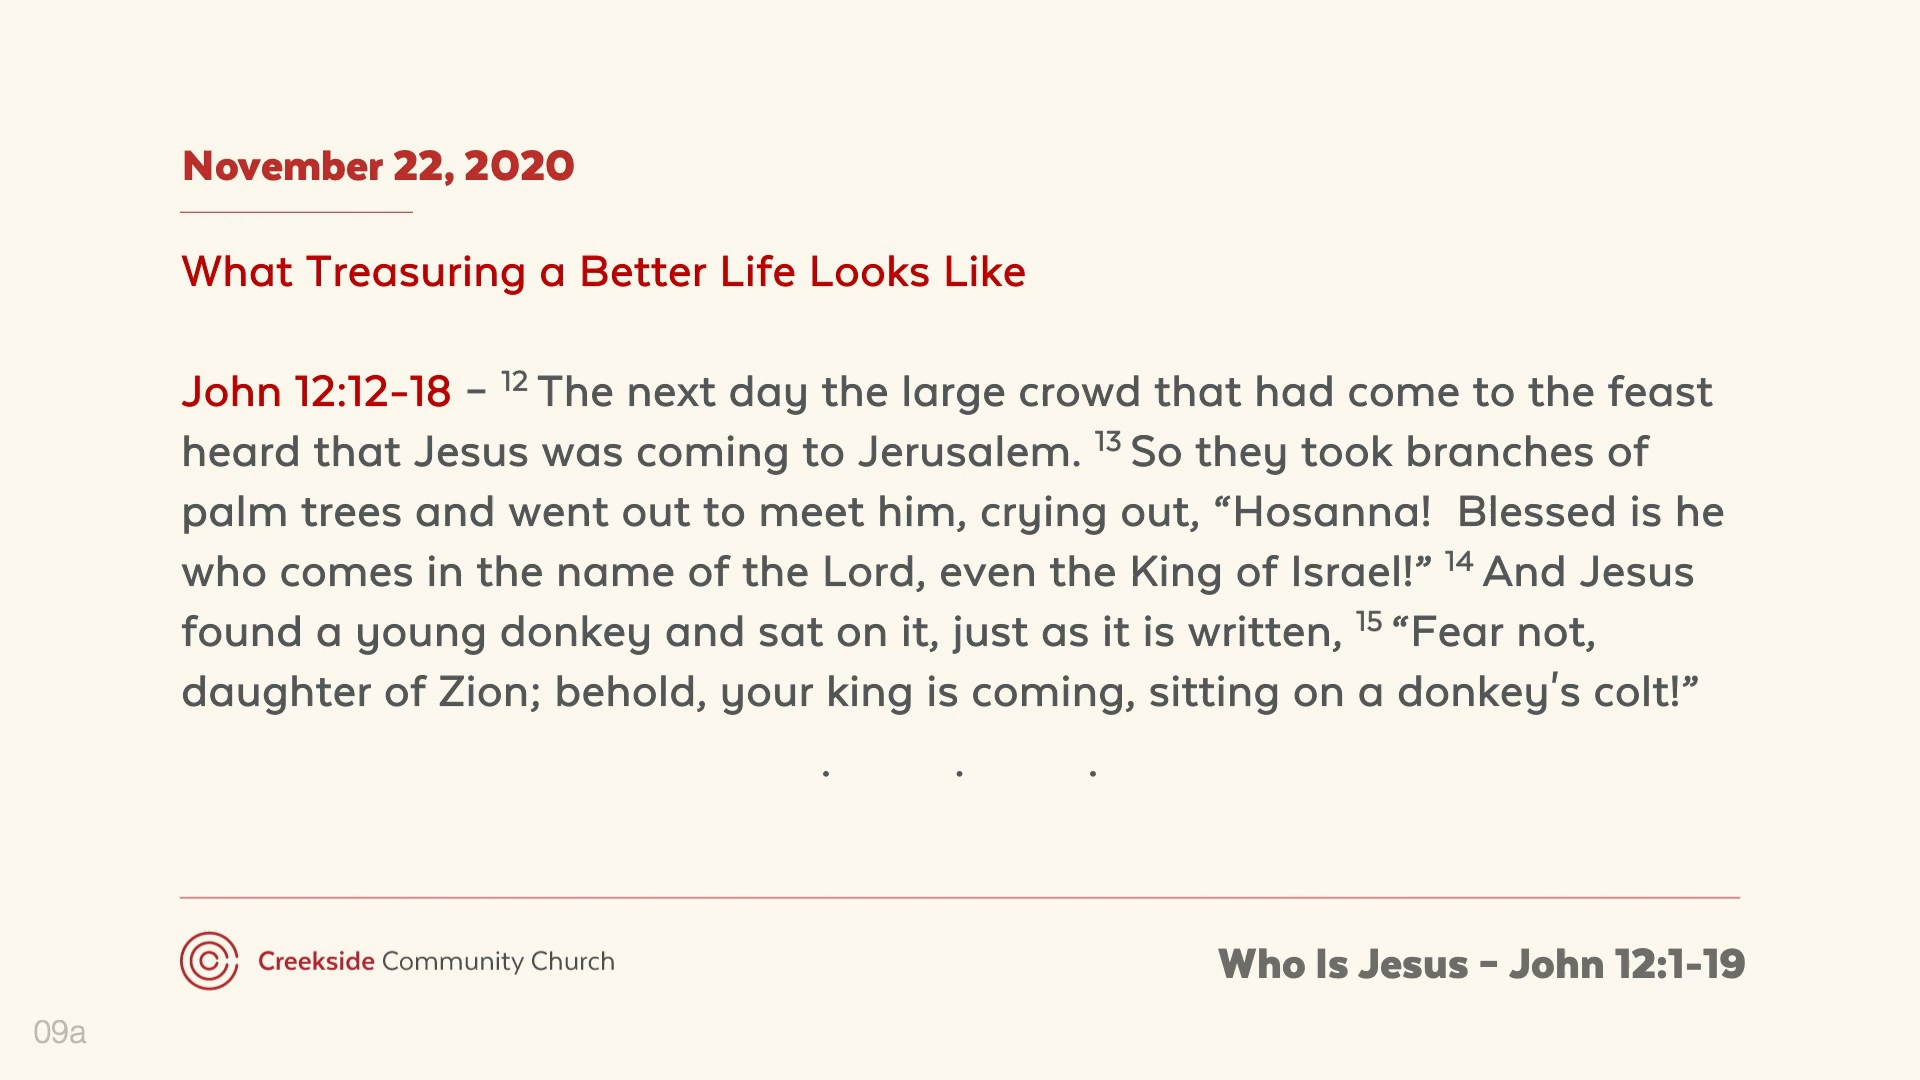 November 22, 2020
What Treasuring a Better Life Looks Like
John 12:12-18 – 12 The next day the large crowd that had come to the feast
heard that Jesus was coming to Jerusalem. 13 So they took branches of
palm trees and went out to meet him, crying out, “Hosanna!  Blessed is he
who comes in the name of the Lord, even the King of Israel!” 14 And Jesus
found a young donkey and sat on it, just as it is written, 15 “Fear not,
daughter of Zion; behold, your king is coming, sitting on a donkey's colt!”
. . .
Creekside Community Church
Who Is Jesus – John 12:1-19
09a